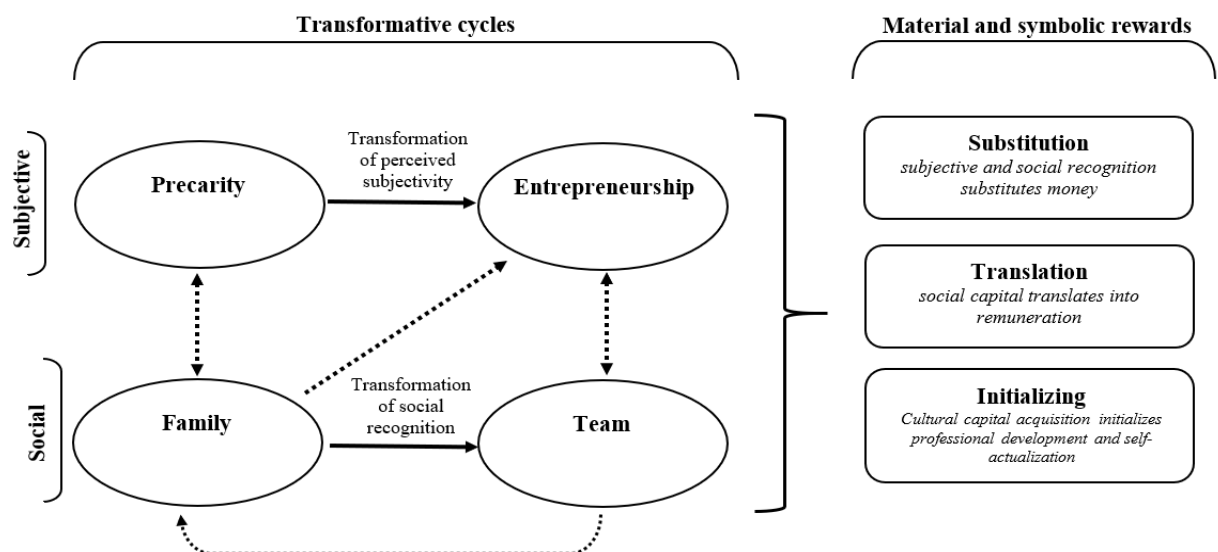 Transformative cycles
Material and symbolic rewards
Subjective
Precarity
Transformation
of perceived
subjectivity
Entrepreneurship
Substitution
subjective and social recognition
substitutes money
Translation
social capital translates into
remuneration
Social
Family
Transformation
of social
recognition
Team
Initializing
Cultural capital acquisition initializes
professional development and self-
actualization